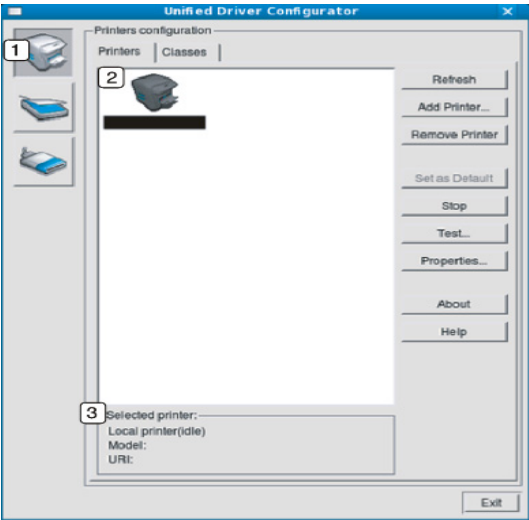 Unified Driver Configurator
Printers configuration
1
Printers Classes
2
Refresh
Add Printer...
Remove Printer
Set as Default
Stop
Test...
Properties...
About
Help
3
Selected printer:
Local printer(idle)
Model:
URI:
Exit